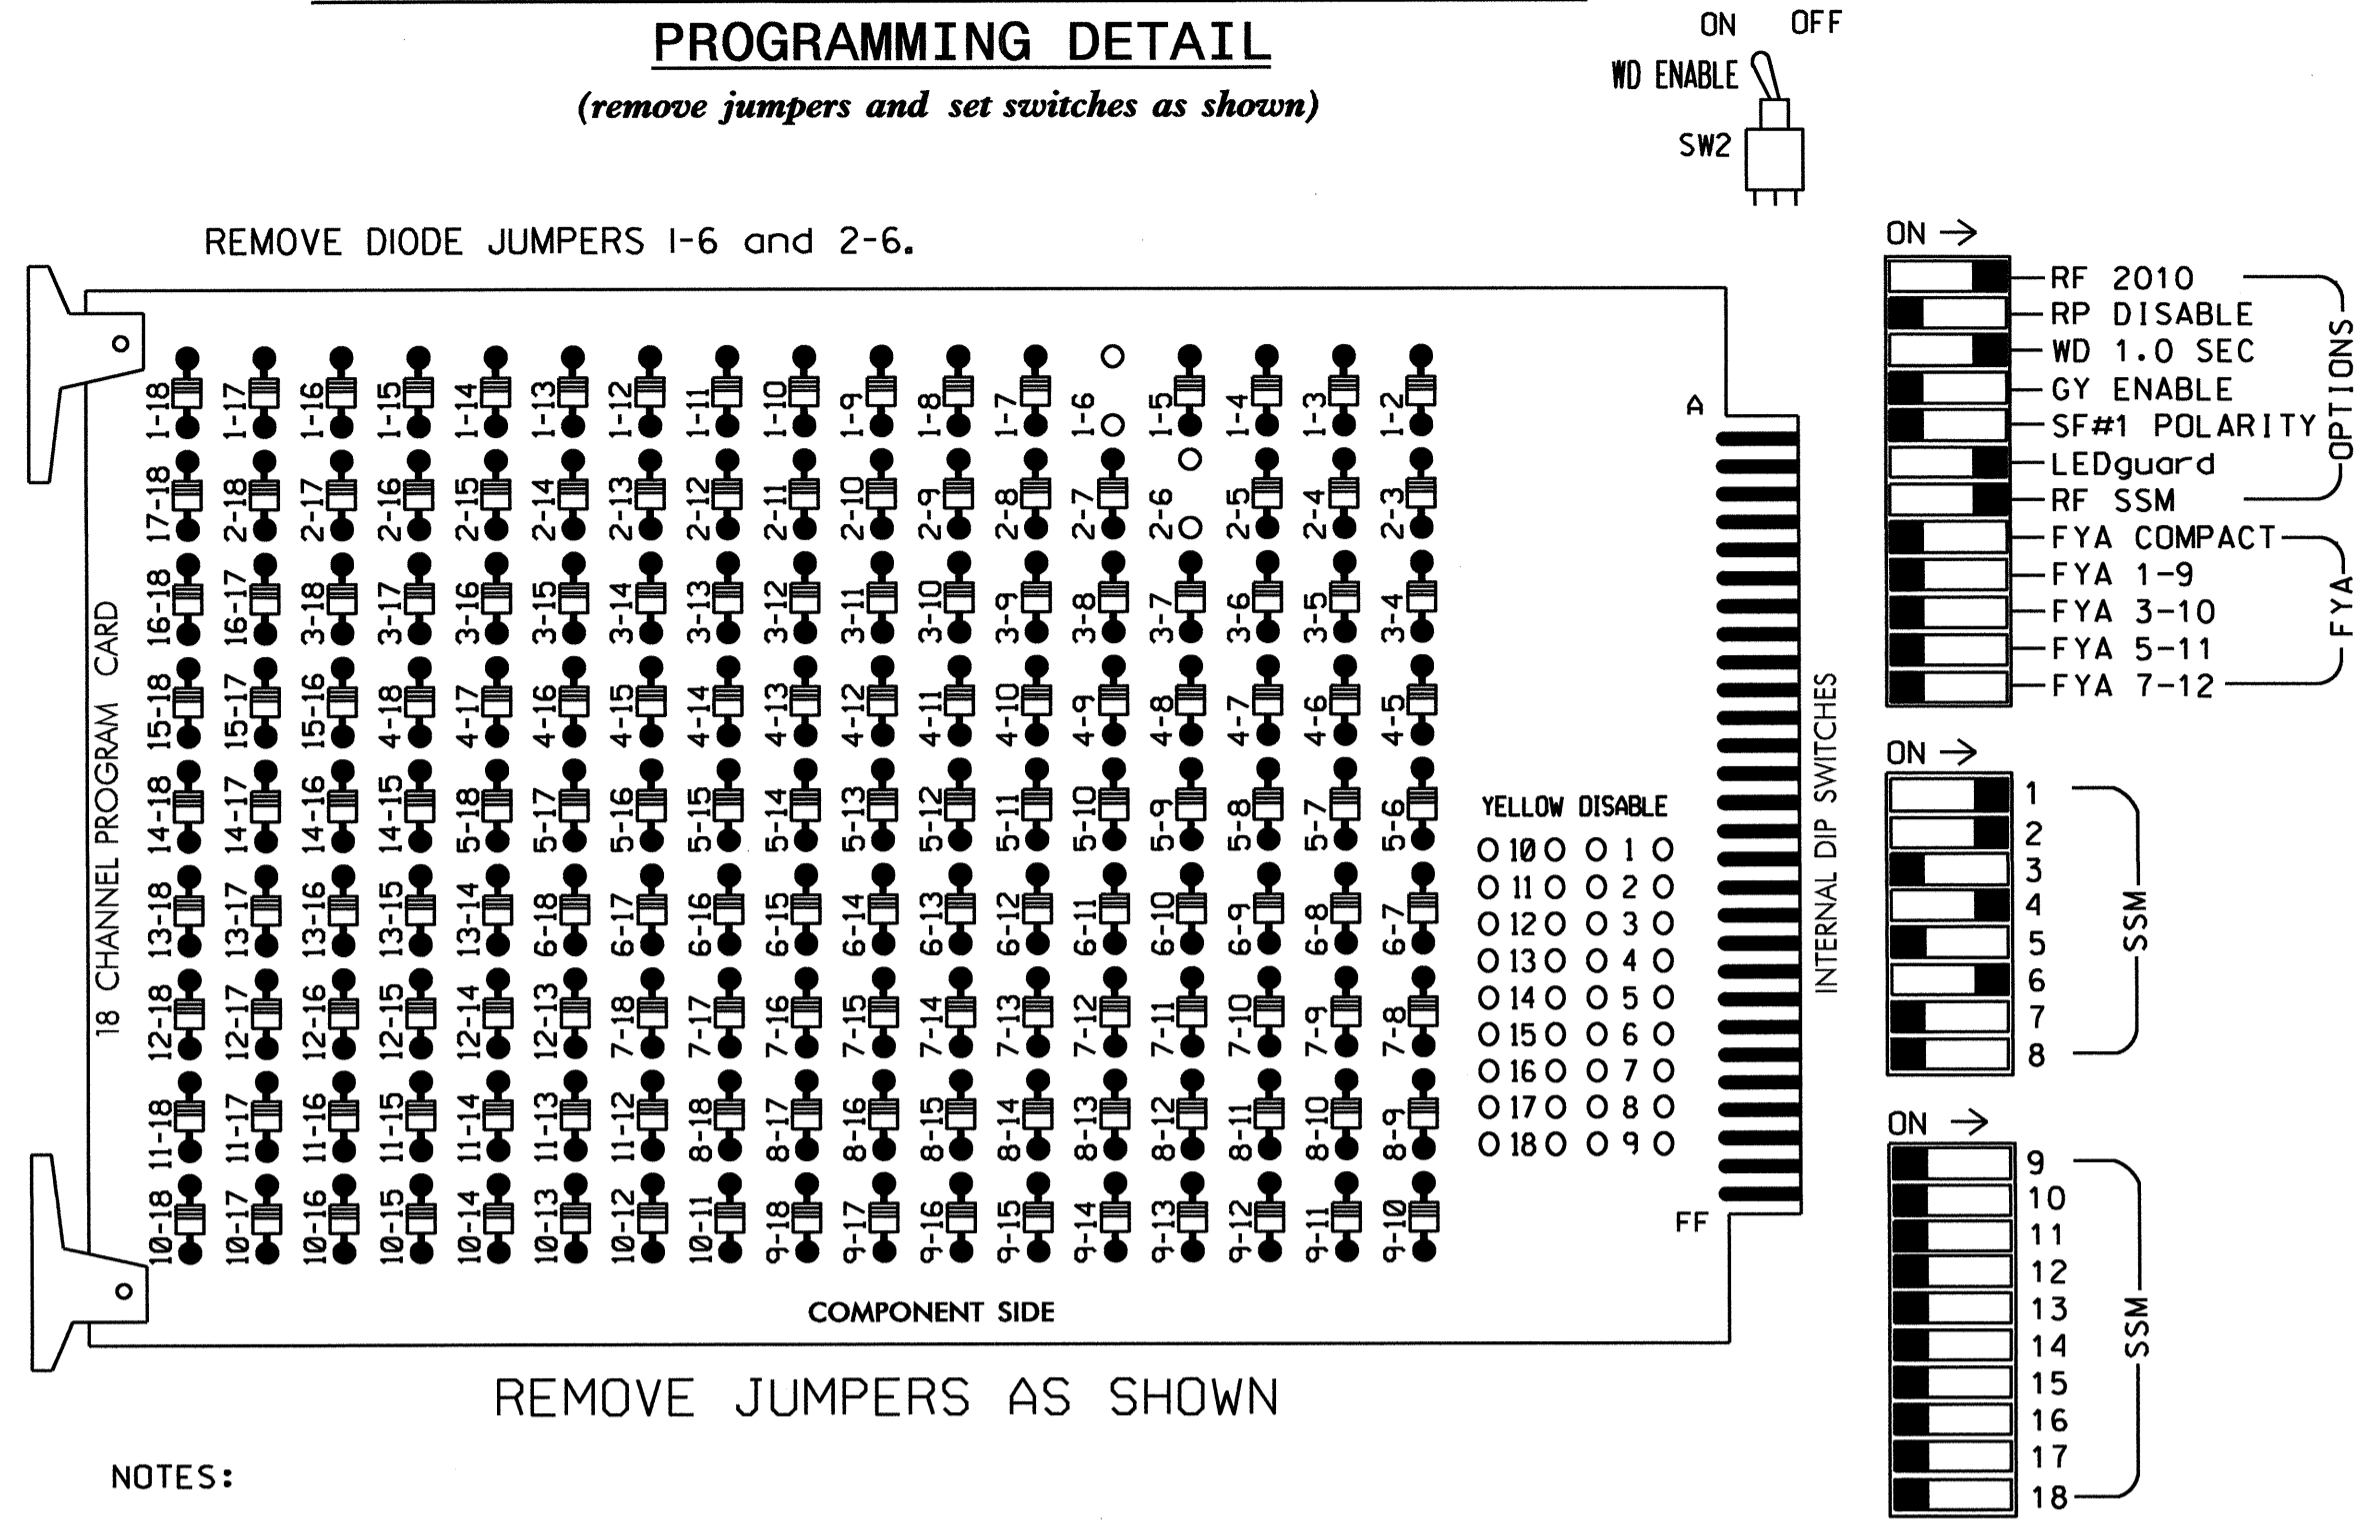 PROGRAMMING DETAIL
(remove jumpers and set switches as shown)
ON OFF
WD ENABLE
SW2
REMOVE DIODE JUMPERS 1-6 and 2-6.
18 CHANNEL PROGRAM CARD
1-18 1-17 1-16 1-15 1-14 1-13 1-12 1-11 1-10 1-9 1-8 1-7 1-6 1-5 1-4 1-3 1-2
17-18 2-18 2-17 2-16 2-15 2-14 2-13 2-12 2-11 2-10 2-9 2-8 2-7 2-6 2-5 2-4 2-3
16-18 16-17 3-18 3-17 3-16 3-15 3-14 3-13 3-12 3-11 3-10 3-9 3-8 3-7 3-6 3-5 3-4
15-18 15-17 15-16 4-18 4-17 4-16 4-15 4-14 4-13 4-12 4-11 4-10 4-9 4-8 4-7 4-6 4-5
14-18 14-17 14-16 14-15 5-18 5-17 5-16 5-15 5-14 5-13 5-12 5-11 5-10 5-9 5-8 5-7 5-6
13-18 13-17 13-16 13-15 13-14 6-18 6-17 6-16 6-15 6-14 6-13 6-12 6-11 6-10 6-9 6-8 6-7
12-18 12-17 12-16 12-15 12-14 12-13 7-18 7-17 7-16 7-15 7-14 7-13 7-12 7-11 7-10 7-9 7-8
11-18 11-17 11-16 11-15 11-14 11-13 11-12 8-18 8-17 8-16 8-15 8-14 8-13 8-12 8-11 8-10 8-9
10-18 10-17 10-16 10-15 10-14 10-13 10-12 10-11 9-18 9-17 9-16 9-15 9-14 9-13 9-12 9-11 9-10
A
YELLOW DISABLE
10 1
11 2
12 3
13 4
14 5
15 6
16 7
17 8
18 9
FF
COMPONENT SIDE
REMOVE JUMPERS AS SHOWN
NOTES:
INTERNAL DIP SWITCHES
ON →
RF 2010
RP DISABLE
WD 1.0 SEC
GY ENABLE
SF#1 POLARITY
LEDguard
RF SSM
OPTIONS
FYA COMPACT
FYA 1-9
FYA 3-10
FYA 5-11
FYA 7-12
FYA
ON →
1
2
3
4
5
6
7
8
SSM
ON →
9
10
11
12
13
14
15
16
17
18
SSM